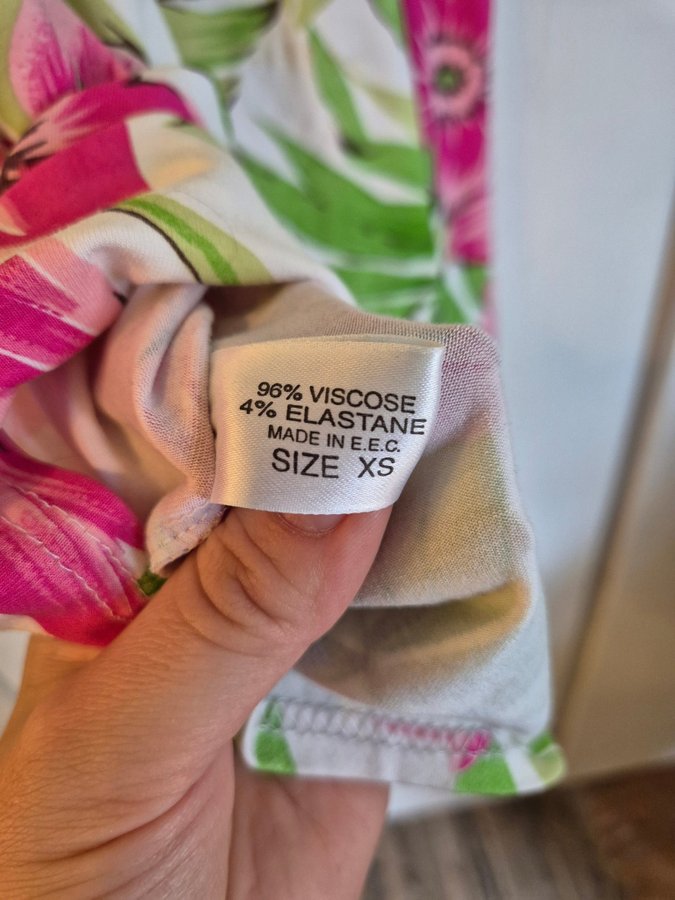 96% VISCOSE
4% ELASTANE
MADE IN E.E.C.
SIZE XS